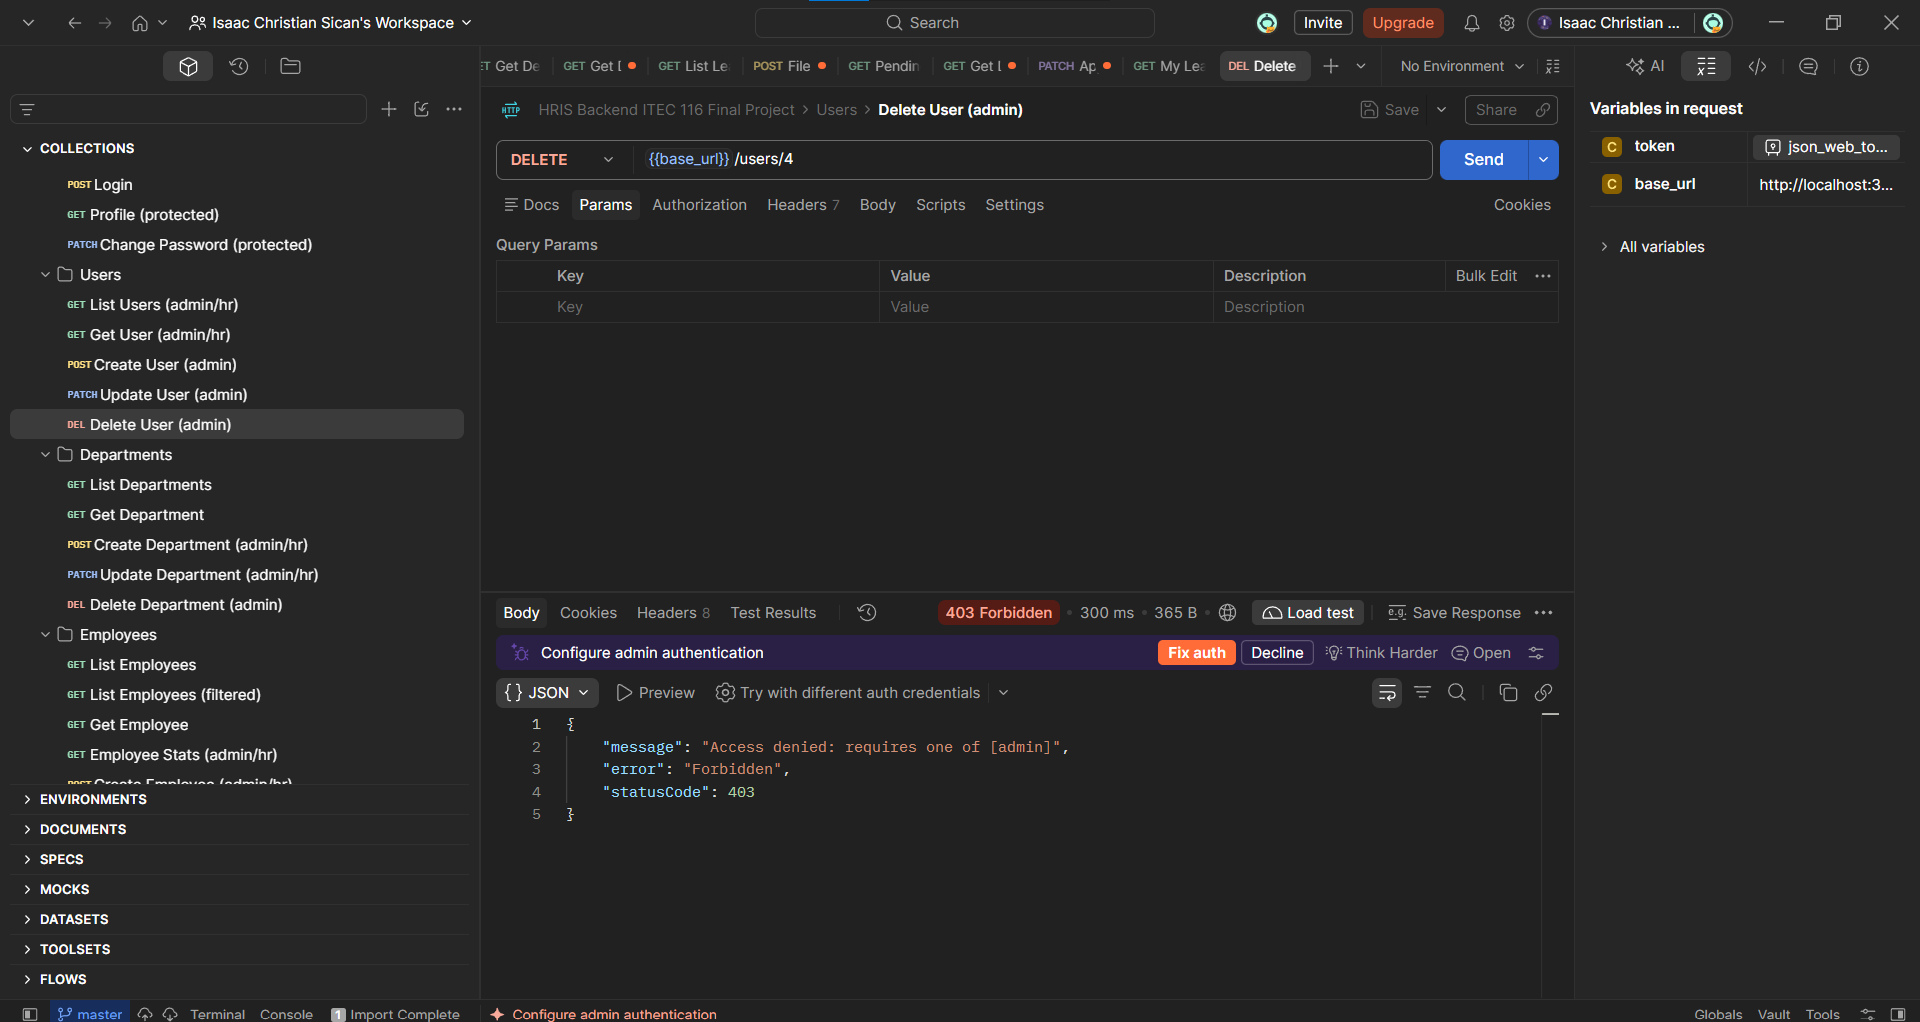 Isaac Christian Sican's Workspace
Search
Invite
Upgrade
Isaac Christian ...
GET Get
POST File
GET Pendin
GET Get
PATCH Ap
GET My Lea
DEL Delete
No Environment
AI
HRIS Backend ITEC 116 Final Project > Users > Delete User (admin)
Save
Share
Variables in request
COLLECTIONS
DELETE
{{base_url}} /users/4
Send
C token json_web_to...
C base_url http://localhost:3...
All variables
POST Login
GET Profile (protected)
PATCH Change Password (protected)
Users
GET List Users (admin/hr)
GET Get User (admin/hr)
POST Create User (admin)
PATCH Update User (admin)
DEL Delete User (admin)
Departments
GET List Departments
GET Get Department
POST Create Department (admin/hr)
PATCH Update Department (admin/hr)
DEL Delete Department (admin)
Employees
GET List Employees
GET List Employees (filtered)
GET Get Employee
GET Employee Stats (admin/hr)
POST Create Employee (admin/hr)
ENVIRONMENTS
DOCUMENTS
SPECS
MOCKS
DATASETS
TOOLSETS
FLOWS
Docs Params Authorization Headers 7 Body Scripts Settings Cookies
Query Params
Key Value Description Bulk Edit
Key Value Description
Body Cookies Headers 8 Test Results
403 Forbidden • 300 ms • 365 B •
Load test
e.g. Save Response
Configure admin authentication
Fix auth Decline Think Harder Open
{} JSON Preview Try with different auth credentials
1 {
2 "message": "Access denied: requires one of [admin]",
3 "error": "Forbidden",
4 "statusCode": 403
5 }
master Terminal Console 1 Import Complete
Configure admin authentication
Globals Vault Tools